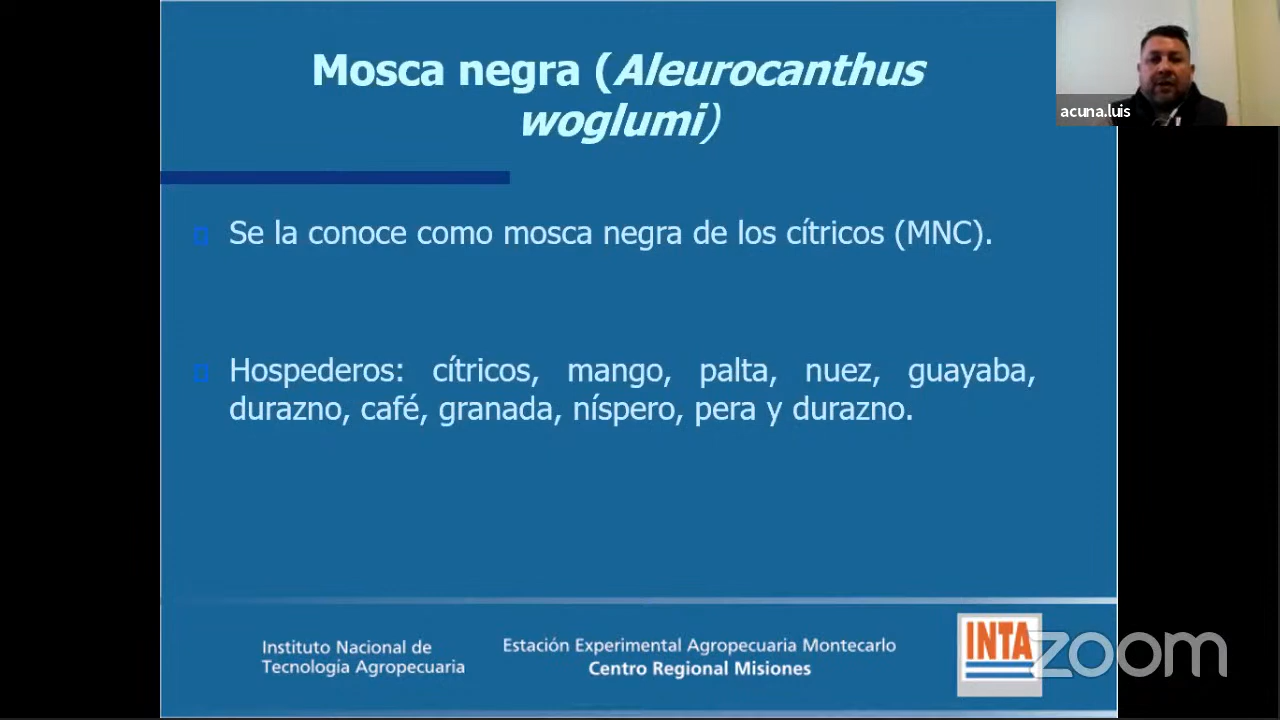 Mosca negra (Aleurocanthus
woglumi)
acuna.luis
Se la conoce como mosca negra de los cítricos (MNC).
Hospederos: cítricos, mango, palta, nuez, guayaba,
durazno, café, granada, níspero, pera y durazno.
Instituto Nacional de
Tecnología Agropecuaria
Estación Experimental Agropecuaria Montecarlo
Centro Regional Misiones
INTA
zoom